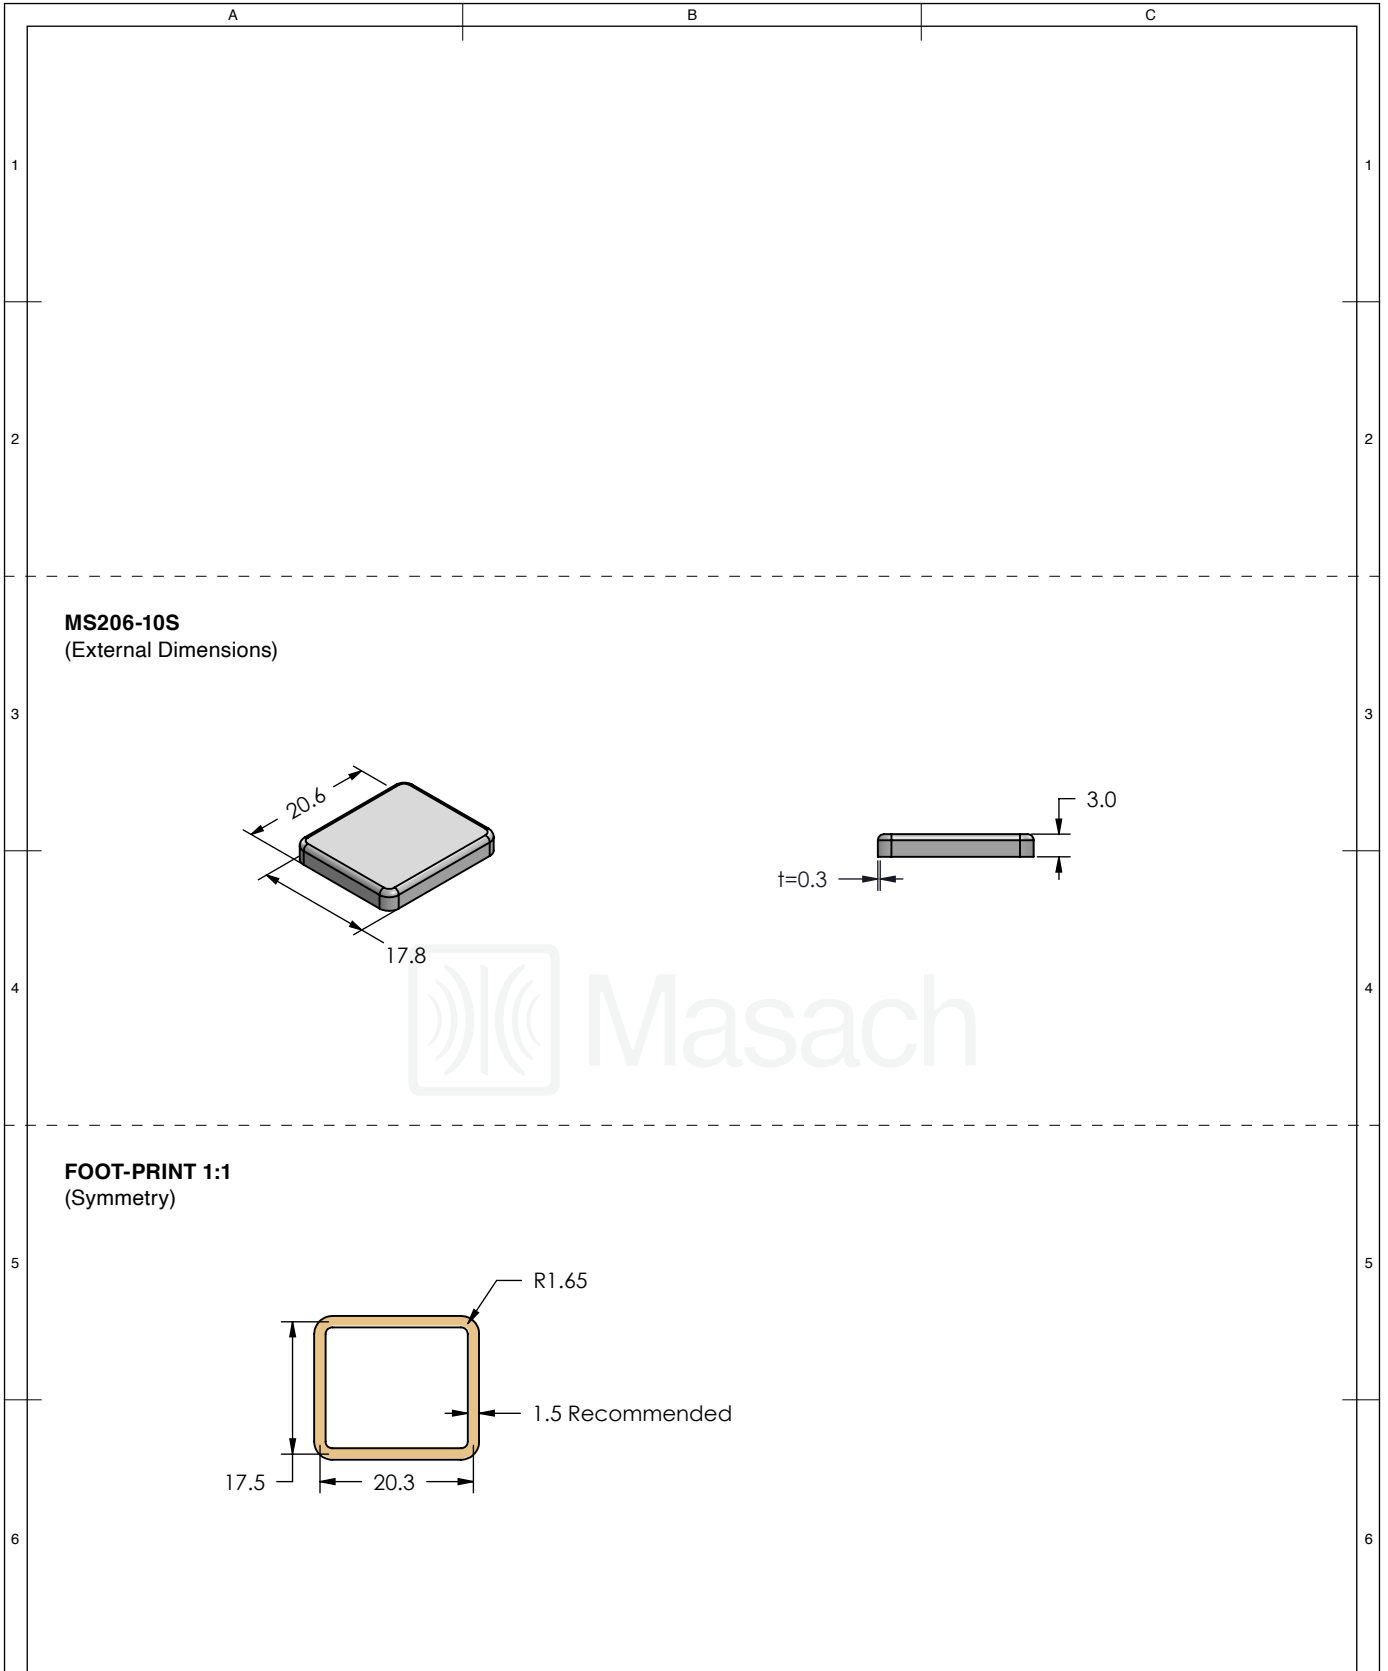 A B C
1 1
2 2
MS206-10S
(External Dimensions)
3 3
20.6
3.0
t=0.3
17.8
Masach
4 4
FOOT-PRINT 1:1
(Symmetry)
5 5
R1.65
1.5 Recommended
17.5
20.3
6 6